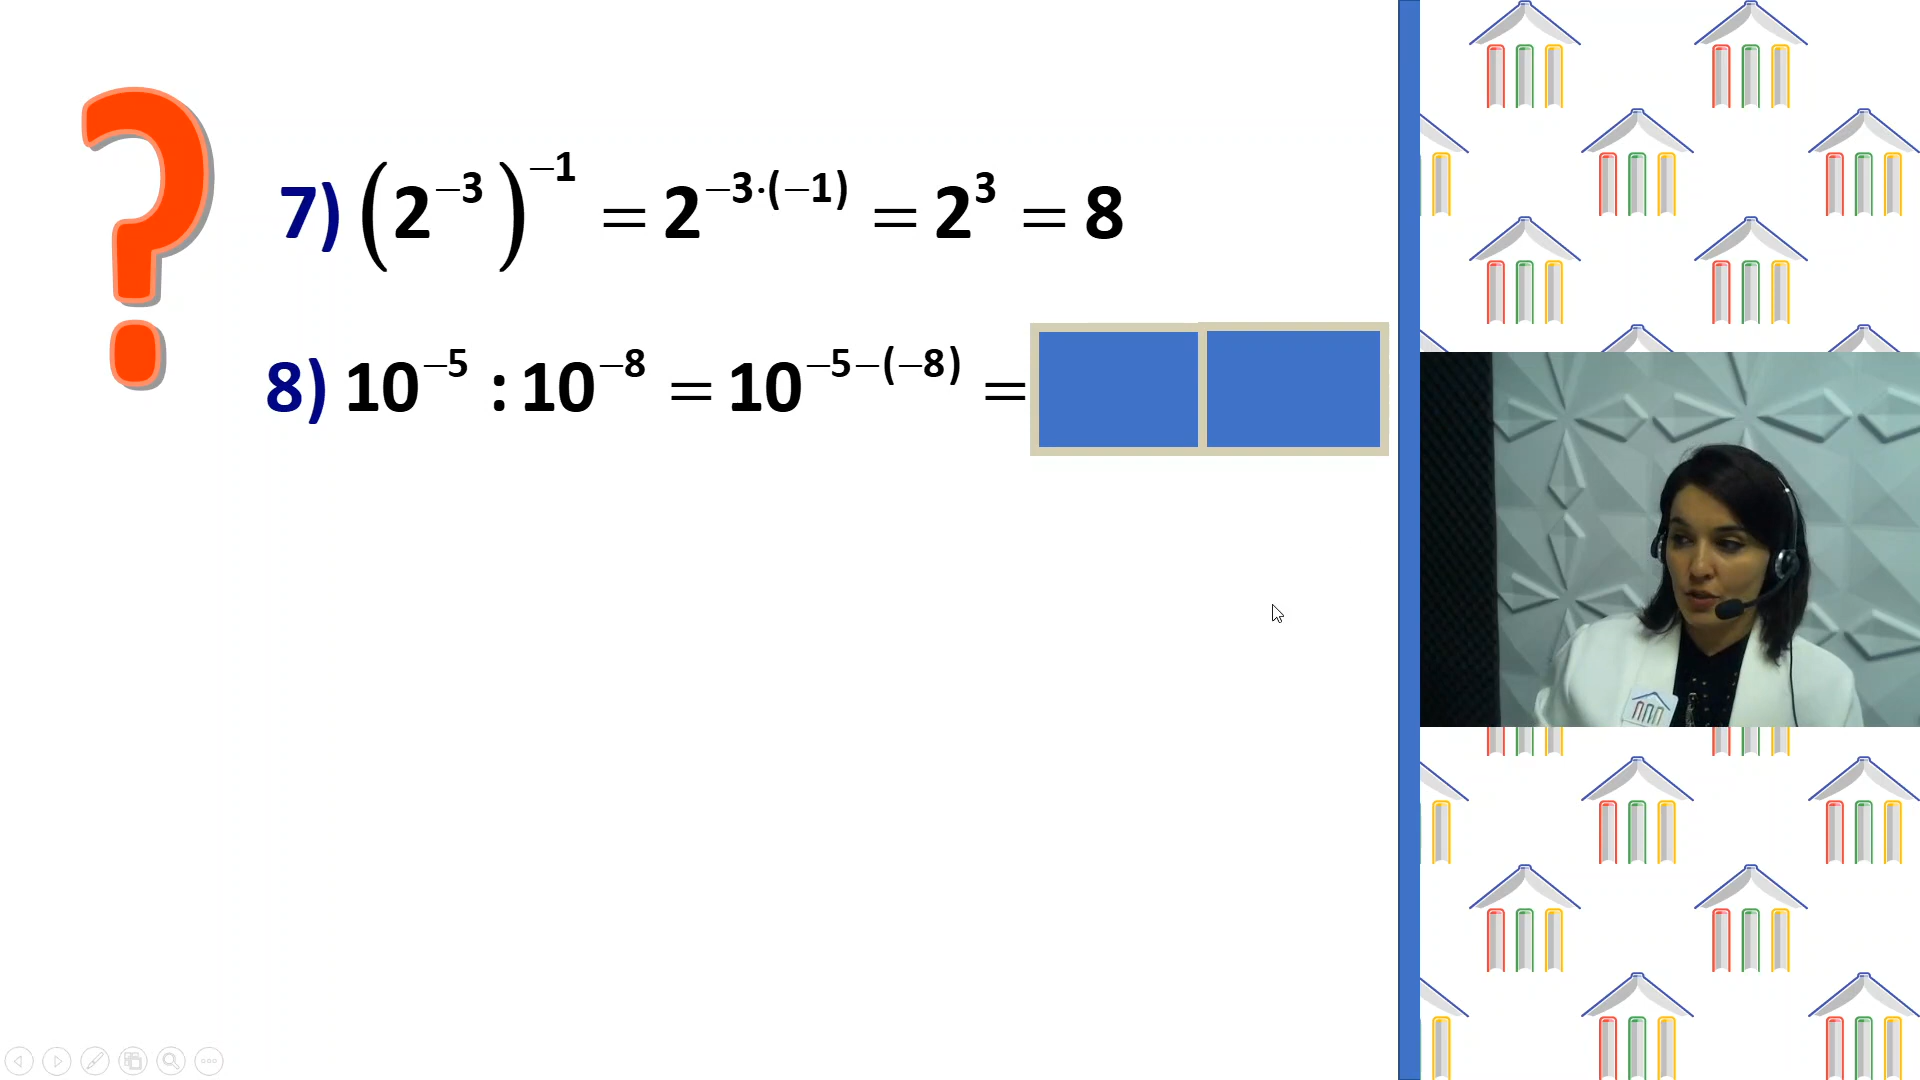 7) (2⁻³)⁻¹ = 2⁻³·⁽⁻¹⁾ = 2³ = 8
8) 10⁻⁵ : 10⁻⁸ = 10⁻⁵⁻⁽⁻⁸⁾ =